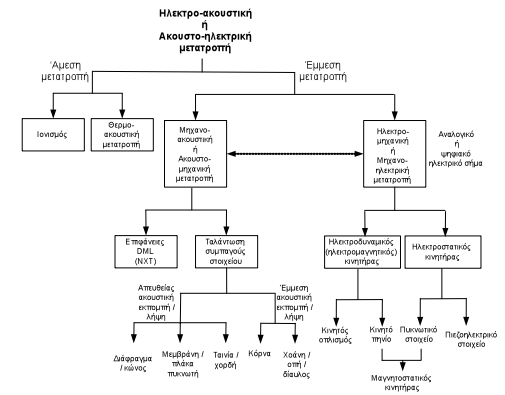 Ηλεκτρο-ακουστική
ή
Ακουστο-ηλεκτρική
μετατροπή
Άμεση
μετατροπή
Έμμεση
μετατροπή
Ιονισμός
Θερμο-
ακουστική
μετατροπή
Μηχανο-
ακουστική
ή
Ακουστο-
μηχανική
μετατροπή
Ηλεκτρο-
μηχανική
ή
Μηχανο-
ηλεκτρική
μετατροπή
Αναλογικό
ή
ψηφιακό
ηλεκτρικό σήμα
Επιφάνειες
DML
(NXT)
Ταλάντωση
συμπαγούς
στοιχείου
Ηλεκτροδυναμικός
(ηλεκτρομαγνητικός)
κινητήρας
Ηλεκτροστατικός
κινητήρας
Απευθείας
ακουστική
εκπομπή /
λήψη
Έμμεση
ακουστική
εκπομπή /
λήψη
Διάφραγμα
/ κώνος
Μεμβράνη /
πλάκα
πυκνωτή
Ταινία /
χορδή
Κόρνα
Χοάνη /
οπή /
δίαυλος
Κινητός
οπλισμός
Κινητό
πηνίο
Πυκνωτικό
στοιχείο
Πιεζοηλεκτρικό
στοιχείο
Μαγνητοστατικός
κινητήρας